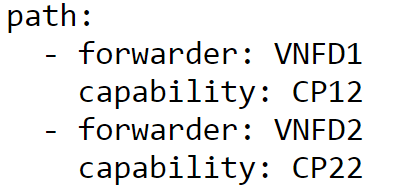 path:
  - forwarder: VNFD1
    capability: CP12
  - forwarder: VNFD2
    capability: CP22